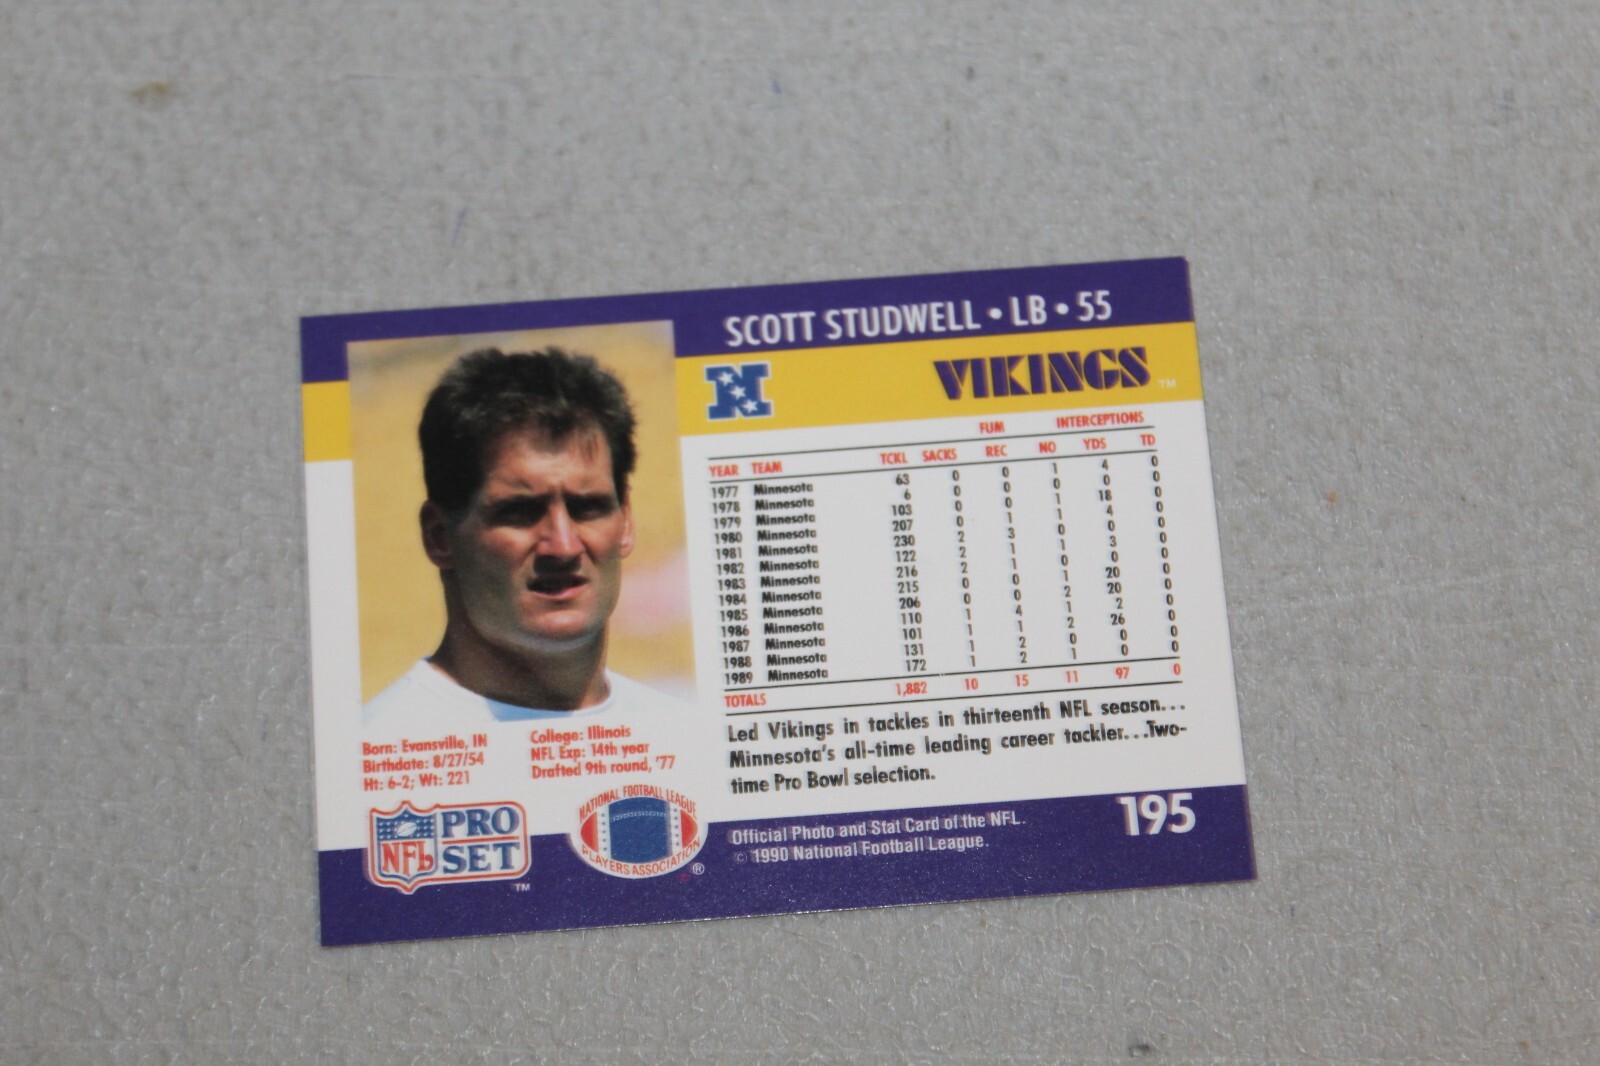 SCOTT STUDWELL • LB • 55
N
VIKINGS ™
FUM INTERCEPTIONS
YEAR TEAM TCKL SACKS REC NO YDS TD
1977 Minnesota 63 0 0 1 4 0
1978 Minnesota 6 0 0 0 0 0
1979 Minnesota 103 0 0 1 18 0
1980 Minnesota 207 0 1 1 4 0
1981 Minnesota 230 2 3 0 0 0
1982 Minnesota 122 2 1 1 3 0
1983 Minnesota 216 2 1 0 0 0
1984 Minnesota 215 0 0 1 20 0
1985 Minnesota 206 0 0 2 20 0
1986 Minnesota 110 1 4 1 2 0
1987 Minnesota 101 1 1 2 26 0
1988 Minnesota 131 1 2 0 0 0
1989 Minnesota 172 1 2 1 0 0
TOTALS 1,882 10 15 11 97 0
Led Vikings in tackles in thirteenth NFL season...
Minnesota's all-time leading career tackler...Two-
time Pro Bowl selection.
Born: Evansville, IN
Birthdate: 8/27/54
Ht: 6-2; Wt: 221
College: Illinois
NFL Exp: 14th year
Drafted 9th round, '77
NFL PRO
SET ™
NATIONAL FOOTBALL LEAGUE
PLAYERS ASSOCIATION ®
Official Photo and Stat Card of the NFL.
© 1990 National Football League.
195